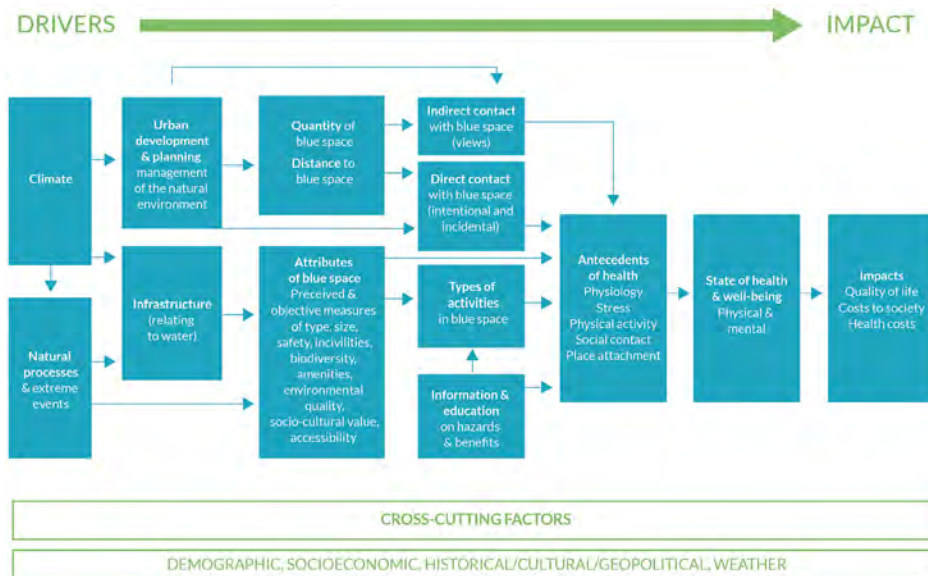 DRIVERS
IMPACT
Climate
Natural
processes
& extreme
events
Urban
development
& planning
management
of the natural
environment
Infrastructure
(relating
to water)
Quantity of
blue space
Distance to
blue space
Attributes
of blue space
Perceived &
objective measures
of type, size,
safety, incivilities,
biodiversity,
amenities,
environmental
quality,
socio-cultural value,
accessibility
Indirect contact
with blue space
(views)
Direct contact
with blue space
(intentional and
incidental)
Types of
activities
in blue space
Information &
education
on hazards
& benefits
Antecedents
of health
Physiology
Stress
Physical activity
Social contact
Place attachment
State of health
& well-being
Physical &
mental
Impacts
Quality of life
Costs to society
Health costs
CROSS-CUTTING FACTORS
DEMOGRAPHIC, SOCIOECONOMIC, HISTORICAL/CULTURAL/GEOPOLITICAL, WEATHER